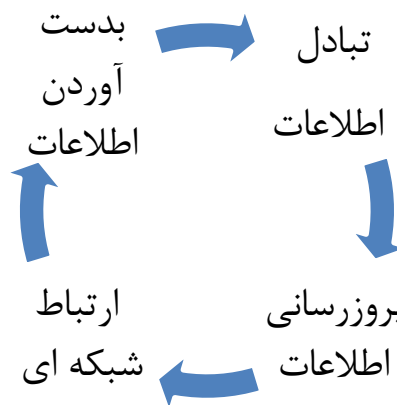 بدست
آوردن
اطلاعات
تبادل
اطلاعات
بروزرسانی
اطلاعات
ارتباط
شبکه ای